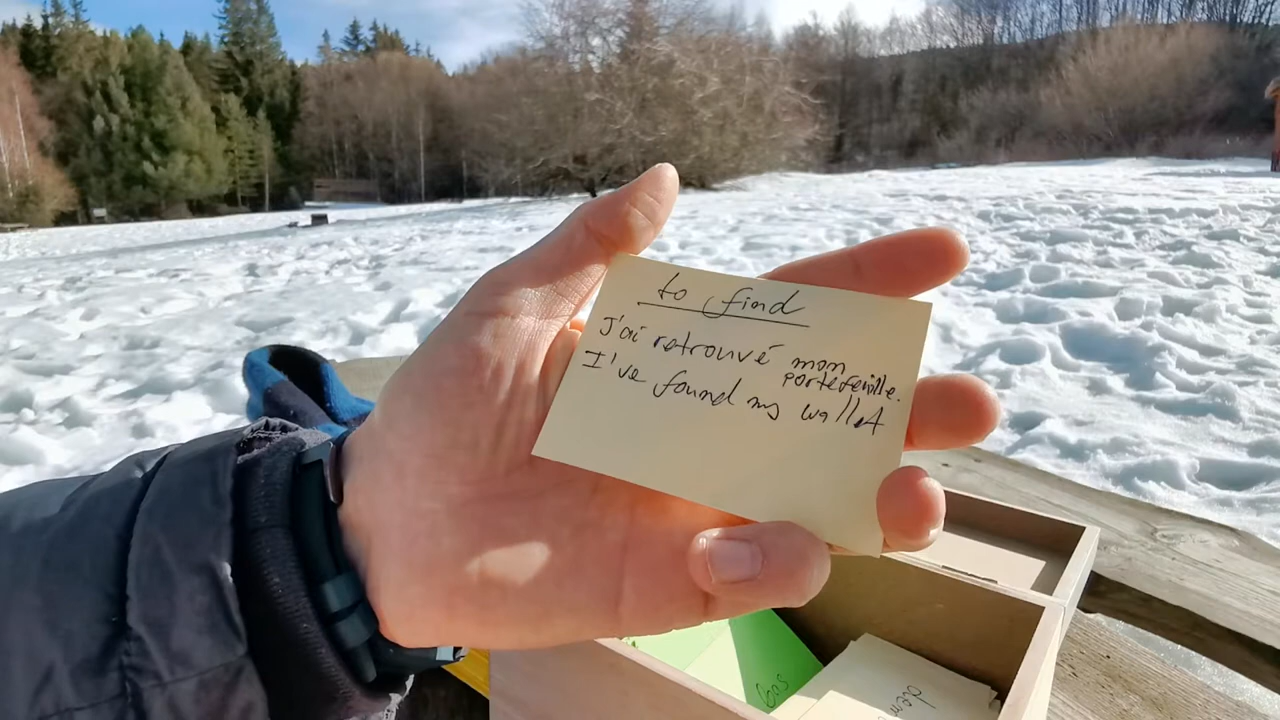 to find
J'ai retrouvé mon
portefeuille.
I've found my wallet